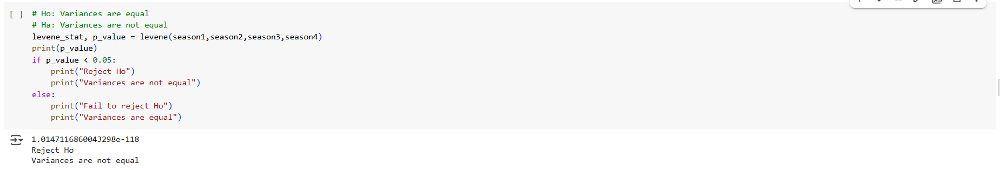 [ ] # Ho: Variances are equal
# Ha: Variances are not equal
levene_stat, p_value = levene(season1,season2,season3,season4)
print(p_value)
if p_value < 0.05:
    print("Reject Ho")
    print("Variances are not equal")
else:
    print("Fail to reject Ho")
    print("Variances are equal")
1.0147116860043298e-118
Reject Ho
Variances are not equal